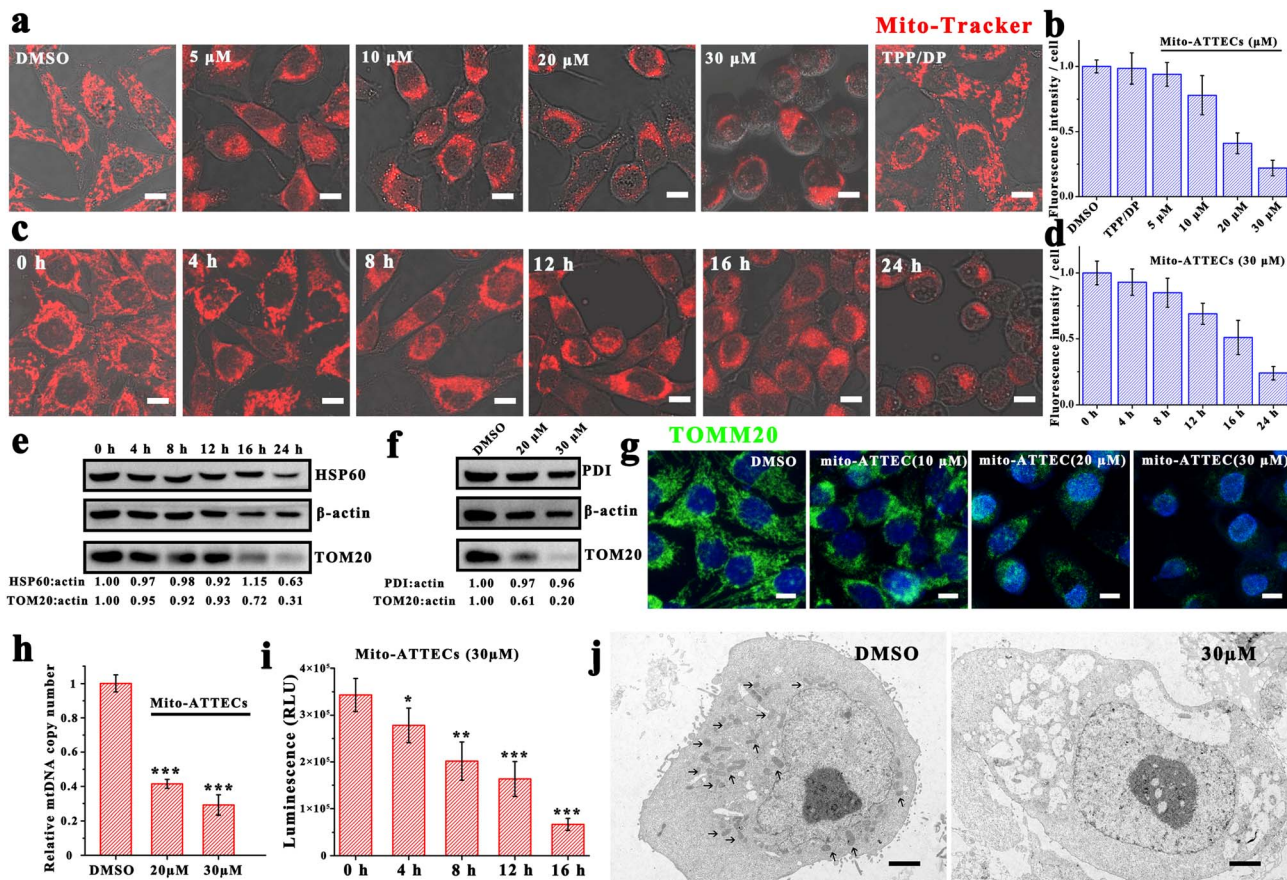 a
Mito-Tracker
DMSO
5 μM
10 μM
20 μM
30 μM
TPP/DP
b
Mito-ATTECs (μM)
Fluorescence intensity / cell
1.0
0.5
0.0
DMSO
TPP/DP
5 μM
10 μM
20 μM
30 μM
c
0 h
4 h
8 h
12 h
16 h
24 h
d
Mito-ATTECs (30 μM)
Fluorescence intensity / cell
1.0
0.5
0.0
0 h
4 h
8 h
12 h
16 h
24 h
e
0 h 4 h 8 h 12 h 16 h 24 h
HSP60
β-actin
TOM20
HSP60:actin 1.00 0.97 0.98 0.92 1.15 0.63
TOM20:actin 1.00 0.95 0.92 0.93 0.72 0.31
f
DMSO 20 μM 30 μM
PDI
β-actin
TOM20
PDI:actin 1.00 0.97 0.96
TOM20:actin 1.00 0.61 0.20
TOMM20
g
DMSO
mito-ATTEC(10 μM)
mito-ATTEC(20 μM)
mito-ATTEC(30 μM)
h
Relative mtDNA copy number
1
0.8
0.6
0.4
0.2
0
Mito-ATTECs
***
***
DMSO 20μM 30μM
i
Mito-ATTECs (30μM)
Luminescence (RLU)
4×10⁵
3×10⁵
2×10⁵
1×10⁵
0
*
**
***
***
0 h 4 h 8 h 12 h 16 h
j
DMSO
30μM